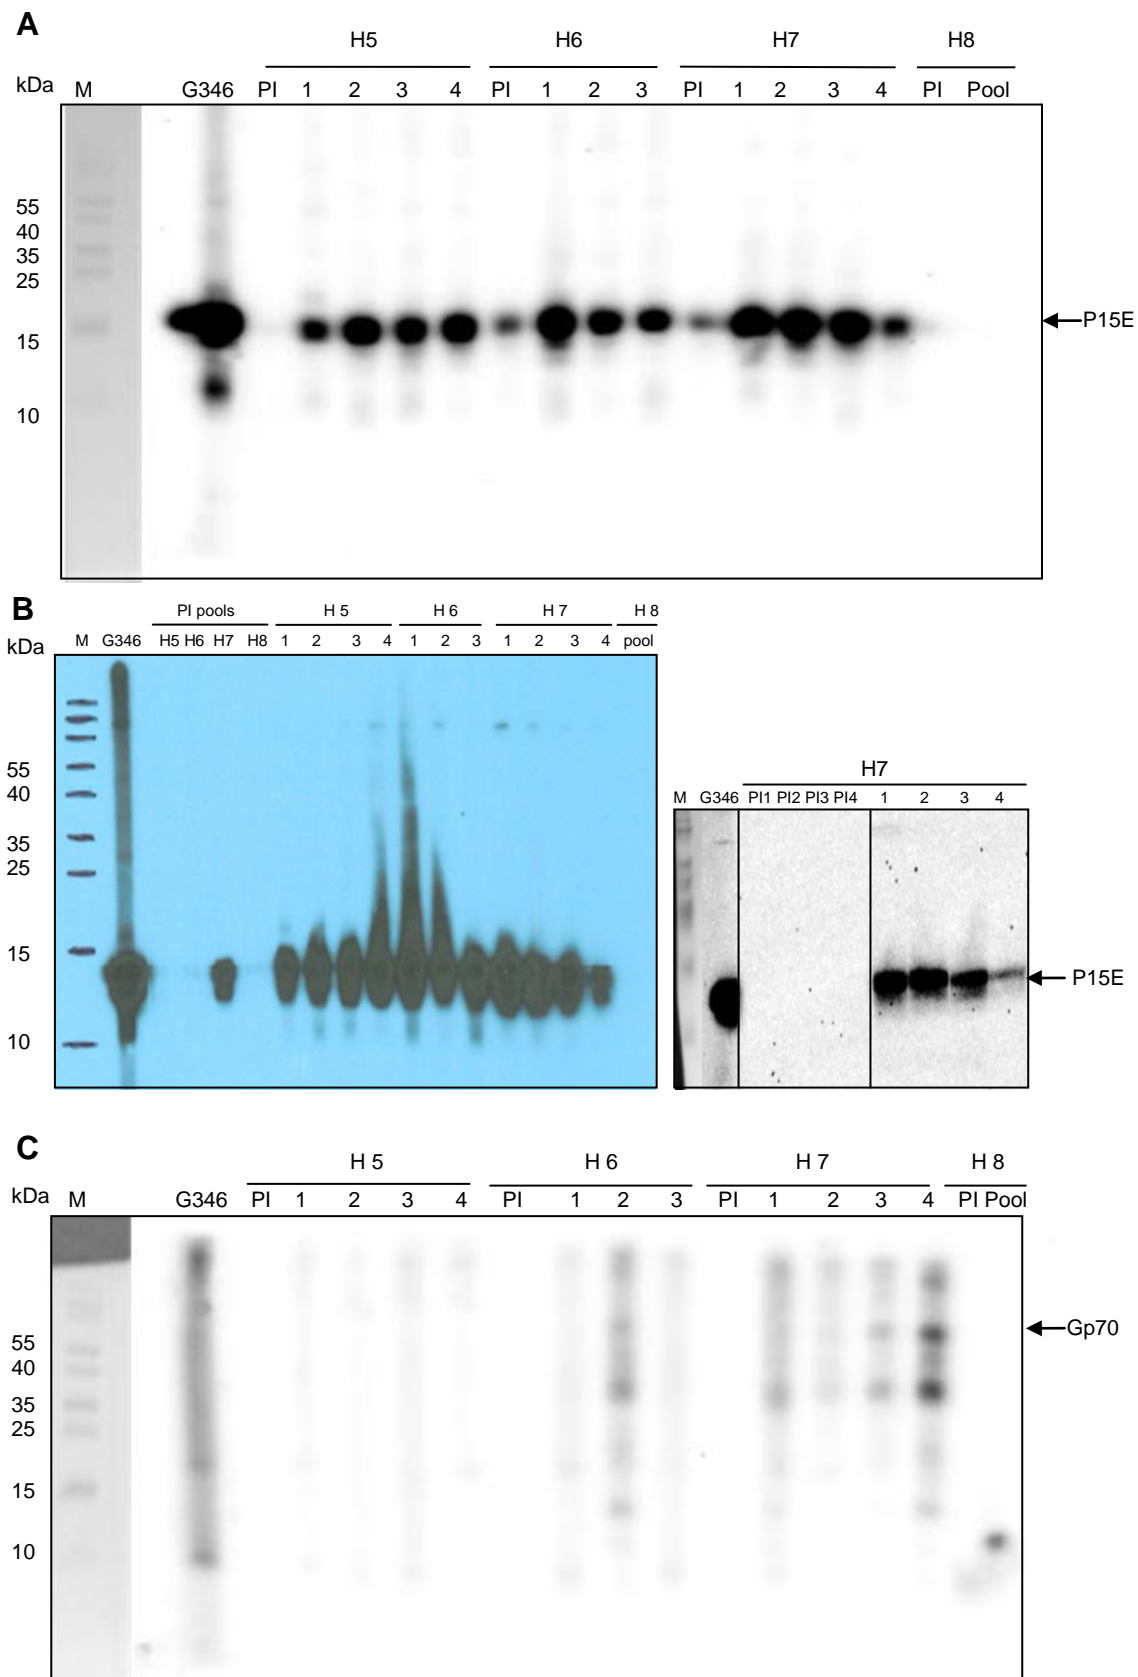 A
H5 H6 H7 H8
kDa M G346 PI 1 2 3 4 PI 1 2 3 PI 1 2 3 4 PI Pool
55
40
35
25
P15E
15
10
B
PI pools H 5 H 6 H 7 H 8
kDa M G346 H5 H6 H7 H8 1 2 3 4 1 2 3 1 2 3 4 pool
55
40
35
25
15
10
H7
M G346 PI1 PI2 PI3 PI4 1 2 3 4
P15E
C
H 5 H 6 H 7 H 8
kDa M G346 PI 1 2 3 4 PI 1 2 3 PI 1 2 3 4 PI Pool
Gp70
55
40
35
25
15
10